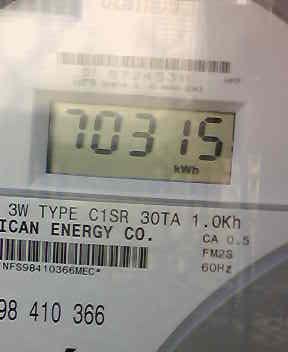 70315
kWh
3W TYPE C1SR 30TA 1.0Kh
ICAN ENERGY CO.
CA 0.5
FM2S
60Hz
*NFS98410366MEC*
98 410 366